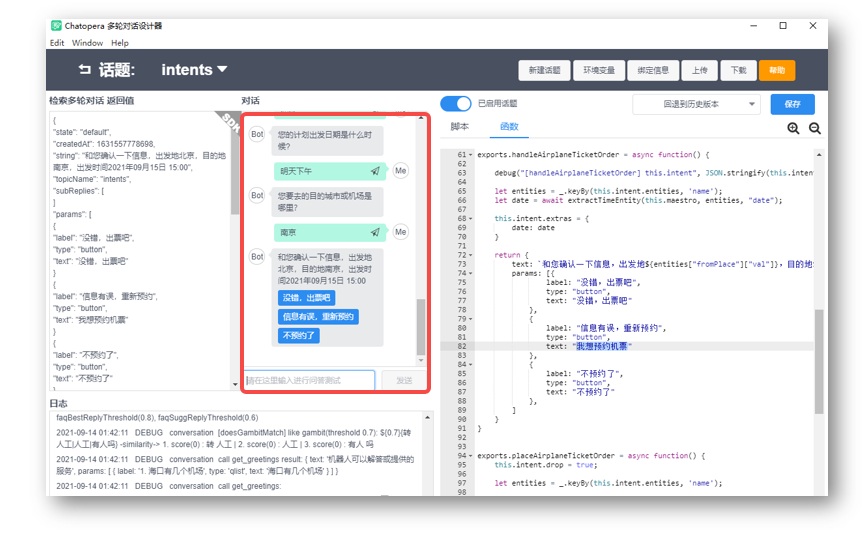 Chatopera 多轮对话设计器
Edit Window Help
话题: intents
新建话题 环境变量 绑定信息 上传 下载 帮助
检索多轮对话 返回值
SDK
{
"state": "default",
"createdAt": 1631557778698,
"string": "和您确认一下信息，出发地北京，目的地
南京，出发时间2021年09月15日 15:00",
"topicName": "intents",
"subReplies": [
]
"params": [
{
"label": "没错，出票吧",
"type": "button",
"text": "没错，出票吧"
}
{
"label": "信息有误，重新预约",
"type": "button",
"text": "我想预约机票"
}
{
"label": "不预约了",
"type": "button",
"text": "不预约了"
对话
Bot 您的计划出发日期是什么时
候?
明天下午 Me
Bot 您要去的目的城市或机场是
哪里?
南京 Me
Bot 和您确认一下信息，出发地
北京，目的地南京，出发时
间2021年09月15日 15:00
没错，出票吧
信息有误，重新预约
不预约了
请在这里输入进行问答测试 发送
已启用话题 回退到历史版本 保存
脚本 函数
61 exports.handleAirplaneTicketOrder = async function() {
62
63 debug("[handleAirplaneTicketOrder] this.intent", JSON.stringify(this.inten
64
65 let entities = _.keyBy(this.intent.entities, 'name');
66 let date = await extractTimeEntity(this.maestro, entities, "date");
67
68 this.intent.extras = {
69 date: date
70 }
71
72 return {
73 text: `和您确认一下信息，出发地${entities["fromPlace"]["val"]}，目的地
74 params: [{
75 label: "没错，出票吧",
76 type: "button",
77 text: "没错，出票吧"
78 },
79 {
80 label: "信息有误，重新预约",
81 type: "button",
82 text: "我想预约机票"
83 },
84 {
85 label: "不预约了",
86 type: "button",
87 text: "不预约了"
88 },
89 ]
90 }
91 }
92
93
94 exports.placeAirplaneTicketOrder = async function() {
95 this.intent.drop = true;
96
97 let entities = _.keyBy(this.intent.entities, 'name');
98
日志
faqBestReplyThreshold(0.8), faqSuggReplyThreshold(0.6)
2021-09-14 01:42:11 DEBUG conversation [doesGambitMatch] like gambit(threshold 0.7): ${0.7}{转
人工|人工|有人吗} -similarity-> 1. score(0) : 转 人工 | 2. score(0) : 人工 | 3. score(0) : 有人 吗
2021-09-14 01:42:11 DEBUG conversation call get_greetings result: { text: '机器人可以解答或提供的
服务', params: [ { label: '1. 海口有几个机场', type: 'qlist', text: '海口有几个机场' } ] }
2021-09-14 01:42:11 DEBUG conversation call get_greetings: